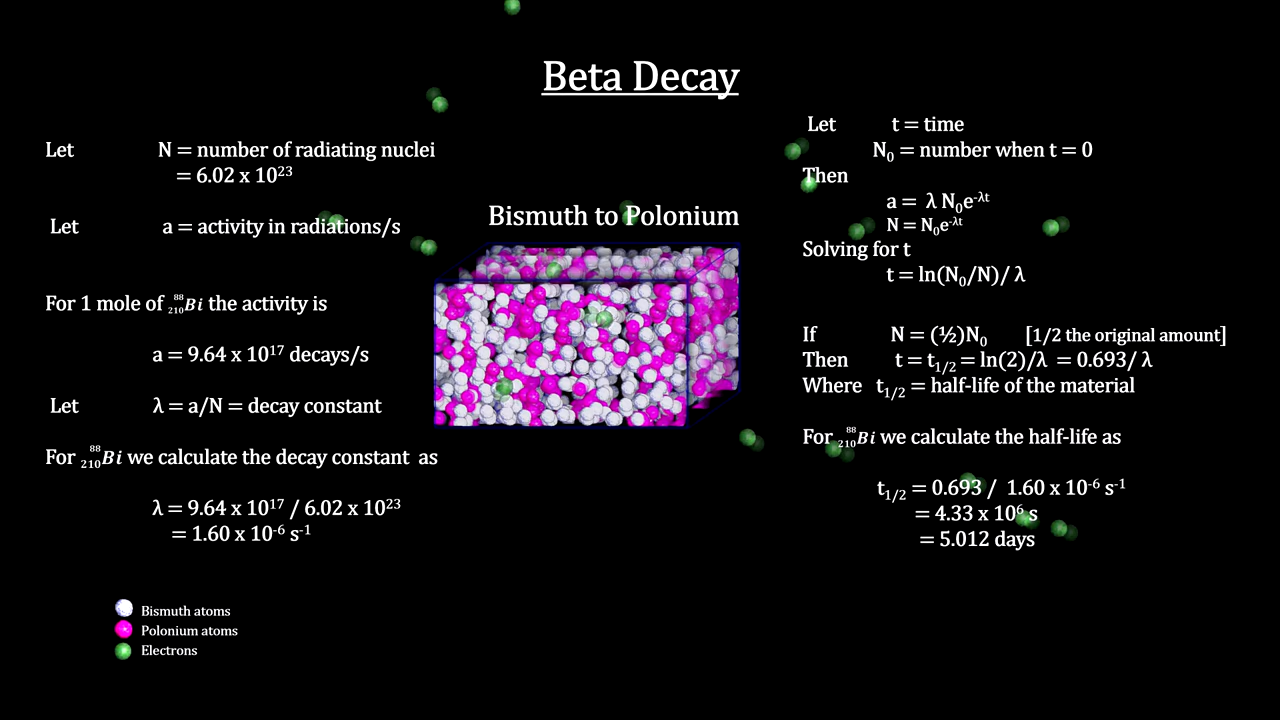 Beta Decay
Let N = number of radiating nuclei
= 6.02 x 10²³
Let a = activity in radiations/s
For 1 mole of ₂₁₀⁸⁸Bi the activity is
a = 9.64 x 10¹⁷ decays/s
Let λ = a/N = decay constant
For ₂₁₀⁸⁸Bi we calculate the decay constant as
λ = 9.64 x 10¹⁷ / 6.02 x 10²³
= 1.60 x 10⁻⁶ s⁻¹
Bismuth atoms
Polonium atoms
Electrons
Bismuth to Polonium
Let t = time
N₀ = number when t = 0
Then
a = λ N₀e^-λt
N = N₀e^-λt
Solving for t
t = ln(N₀/N)/ λ
If N = (½)N₀ [1/2 the original amount]
Then t = t₁/₂ = ln(2)/λ = 0.693/ λ
Where t₁/₂ = half-life of the material
For ₂₁₀⁸⁸Bi we calculate the half-life as
t₁/₂ = 0.693 / 1.60 x 10⁻⁶ s⁻¹
= 4.33 x 10⁶ s
= 5.012 days